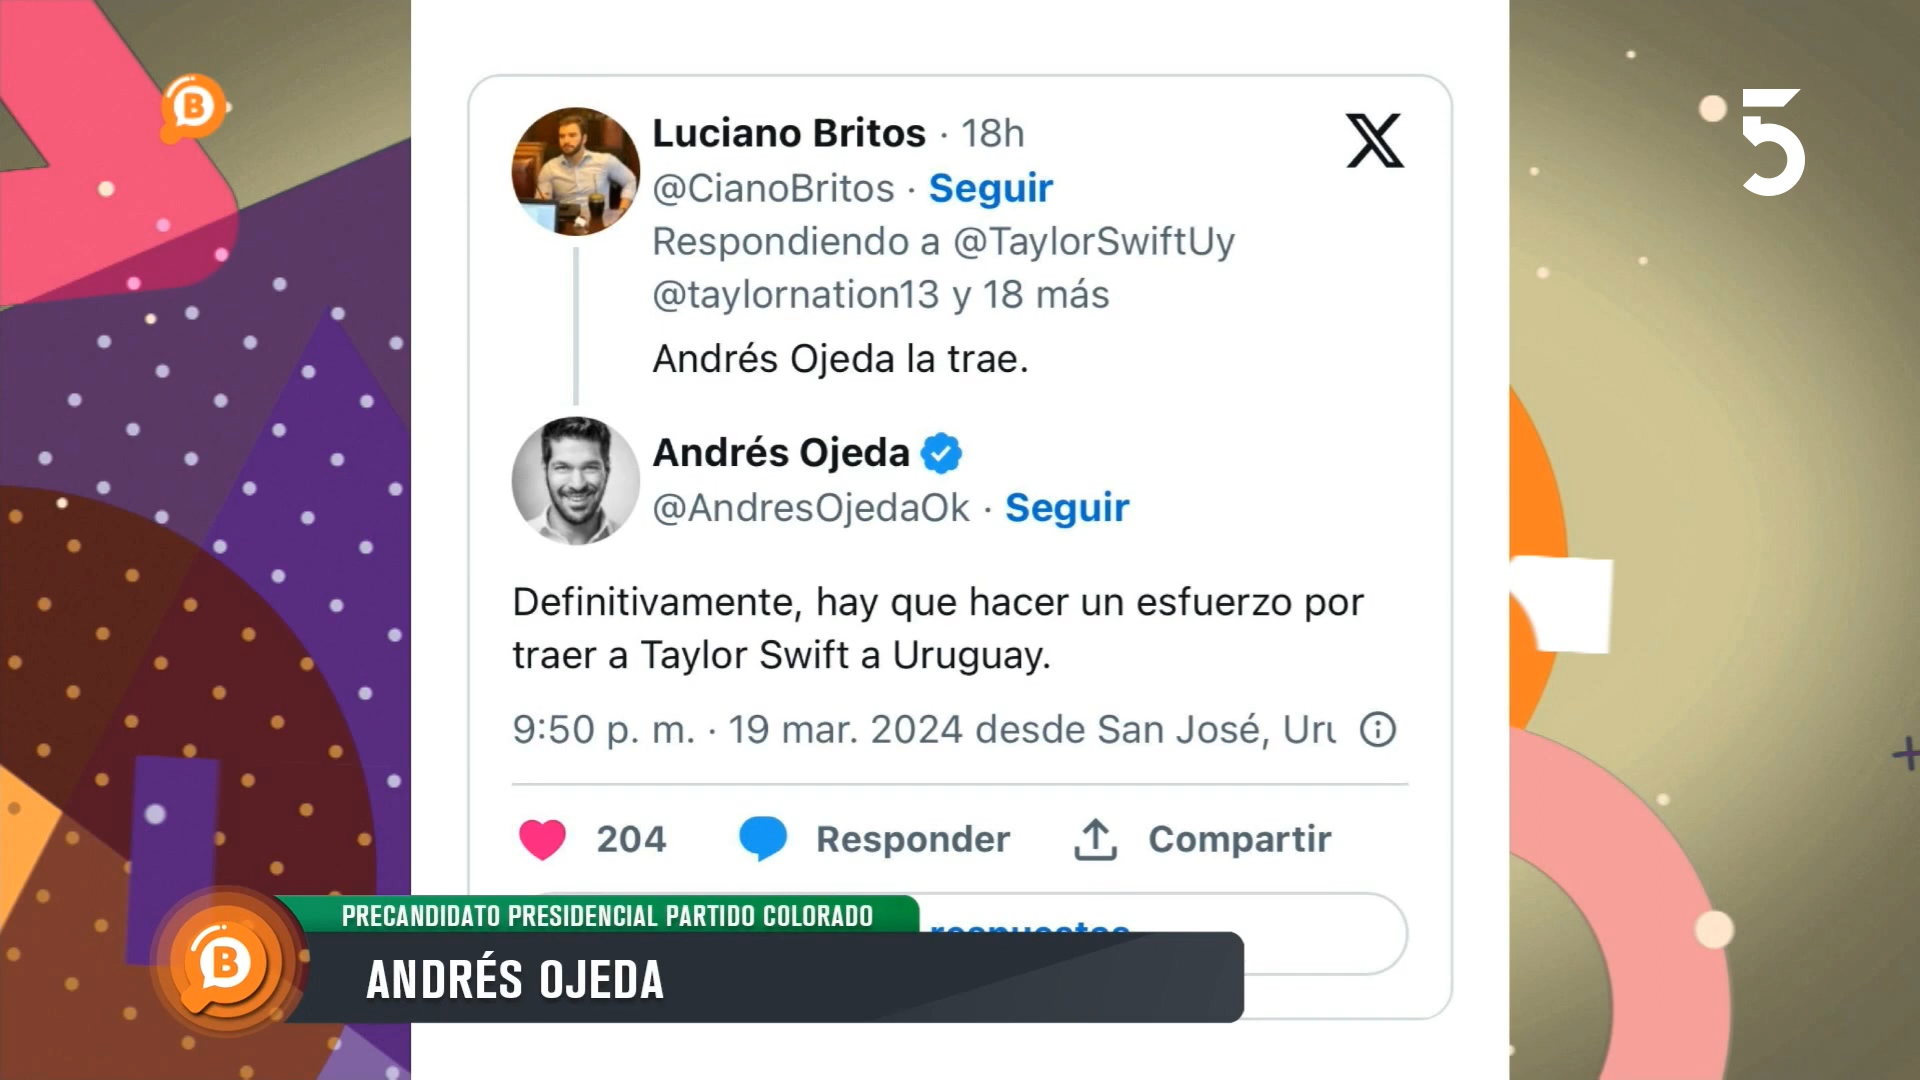 B
5
Luciano Britos · 18h
@CianoBritos · Seguir
Respondiendo a @TaylorSwiftUy
@taylornation13 y 18 más
Andrés Ojeda la trae.
Andrés Ojeda
@AndresOjedaOk · Seguir
Definitivamente, hay que hacer un esfuerzo por
traer a Taylor Swift a Uruguay.
9:50 p. m. · 19 mar. 2024 desde San José,
204 Responder Compartir
respuestas
PRECANDIDATO PRESIDENCIAL PARTIDO COLORADO
B
ANDRÉS OJEDA